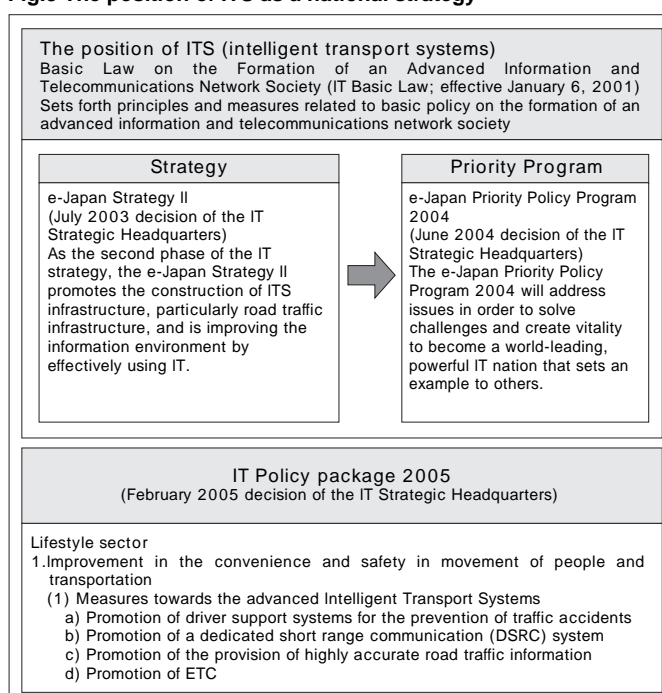 The position of ITS (intelligent transport systems)
Basic Law on the Formation of an Advanced Information and
Telecommunications Network Society (IT Basic Law; effective January 6, 2001)
Sets forth principles and measures related to basic policy on the formation of an
advanced information and telecommunications network society
Strategy
e-Japan Strategy II
(July 2003 decision of the IT
Strategic Headquarters)
As the second phase of the IT
strategy, the e-Japan Strategy II
promotes the construction of ITS
infrastructure, particularly road traffic
infrastructure, and is improving the
information environment by
effectively using IT.
Priority Program
e-Japan Priority Policy Program
2004
(June 2004 decision of the IT
Strategic Headquarters)
The e-Japan Priority Policy
Program 2004 will address
issues in order to solve
challenges and create vitality
to become a world-leading,
powerful IT nation that sets an
example to others.
IT Policy package 2005
(February 2005 decision of the IT Strategic Headquarters)
Lifestyle sector
1.Improvement in the convenience and safety in movement of people and
transportation
(1) Measures towards the advanced Intelligent Transport Systems
a) Promotion of driver support systems for the prevention of traffic accidents
b) Promotion of a dedicated short range communication (DSRC) system
c) Promotion of the provision of highly accurate road traffic information
d) Promotion of ETC